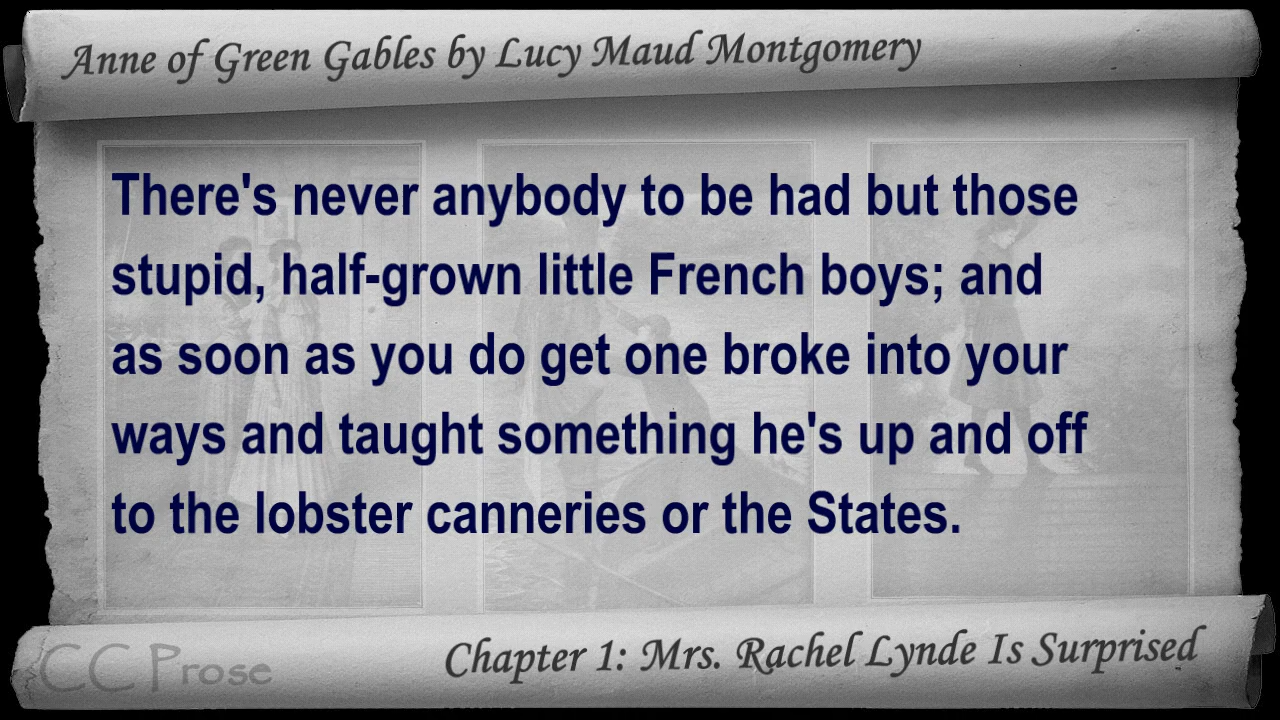 Anne of Green Gables by Lucy Maud Montgomery
There's never anybody to be had but those
stupid, half-grown little French boys; and
as soon as you do get one broke into your
ways and taught something he's up and off
to the lobster canneries or the States.
CC Prose
Chapter 1: Mrs. Rachel Lynde Is Surprised